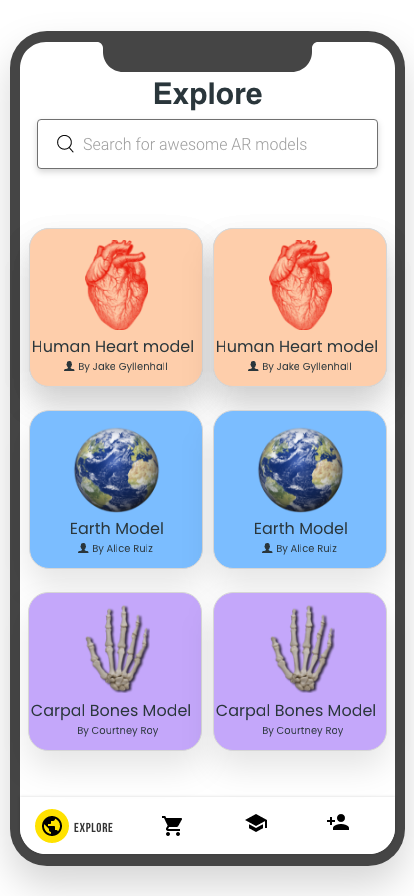 Explore
Search for awesome AR models
Human Heart model
By Jake Gyllenhall
Human Heart model
By Jake Gyllenhall
Earth Model
By Alice Ruiz
Earth Model
By Alice Ruiz
Carpal Bones Model
By Courtney Roy
Carpal Bones Model
By Courtney Roy
EXPLORE